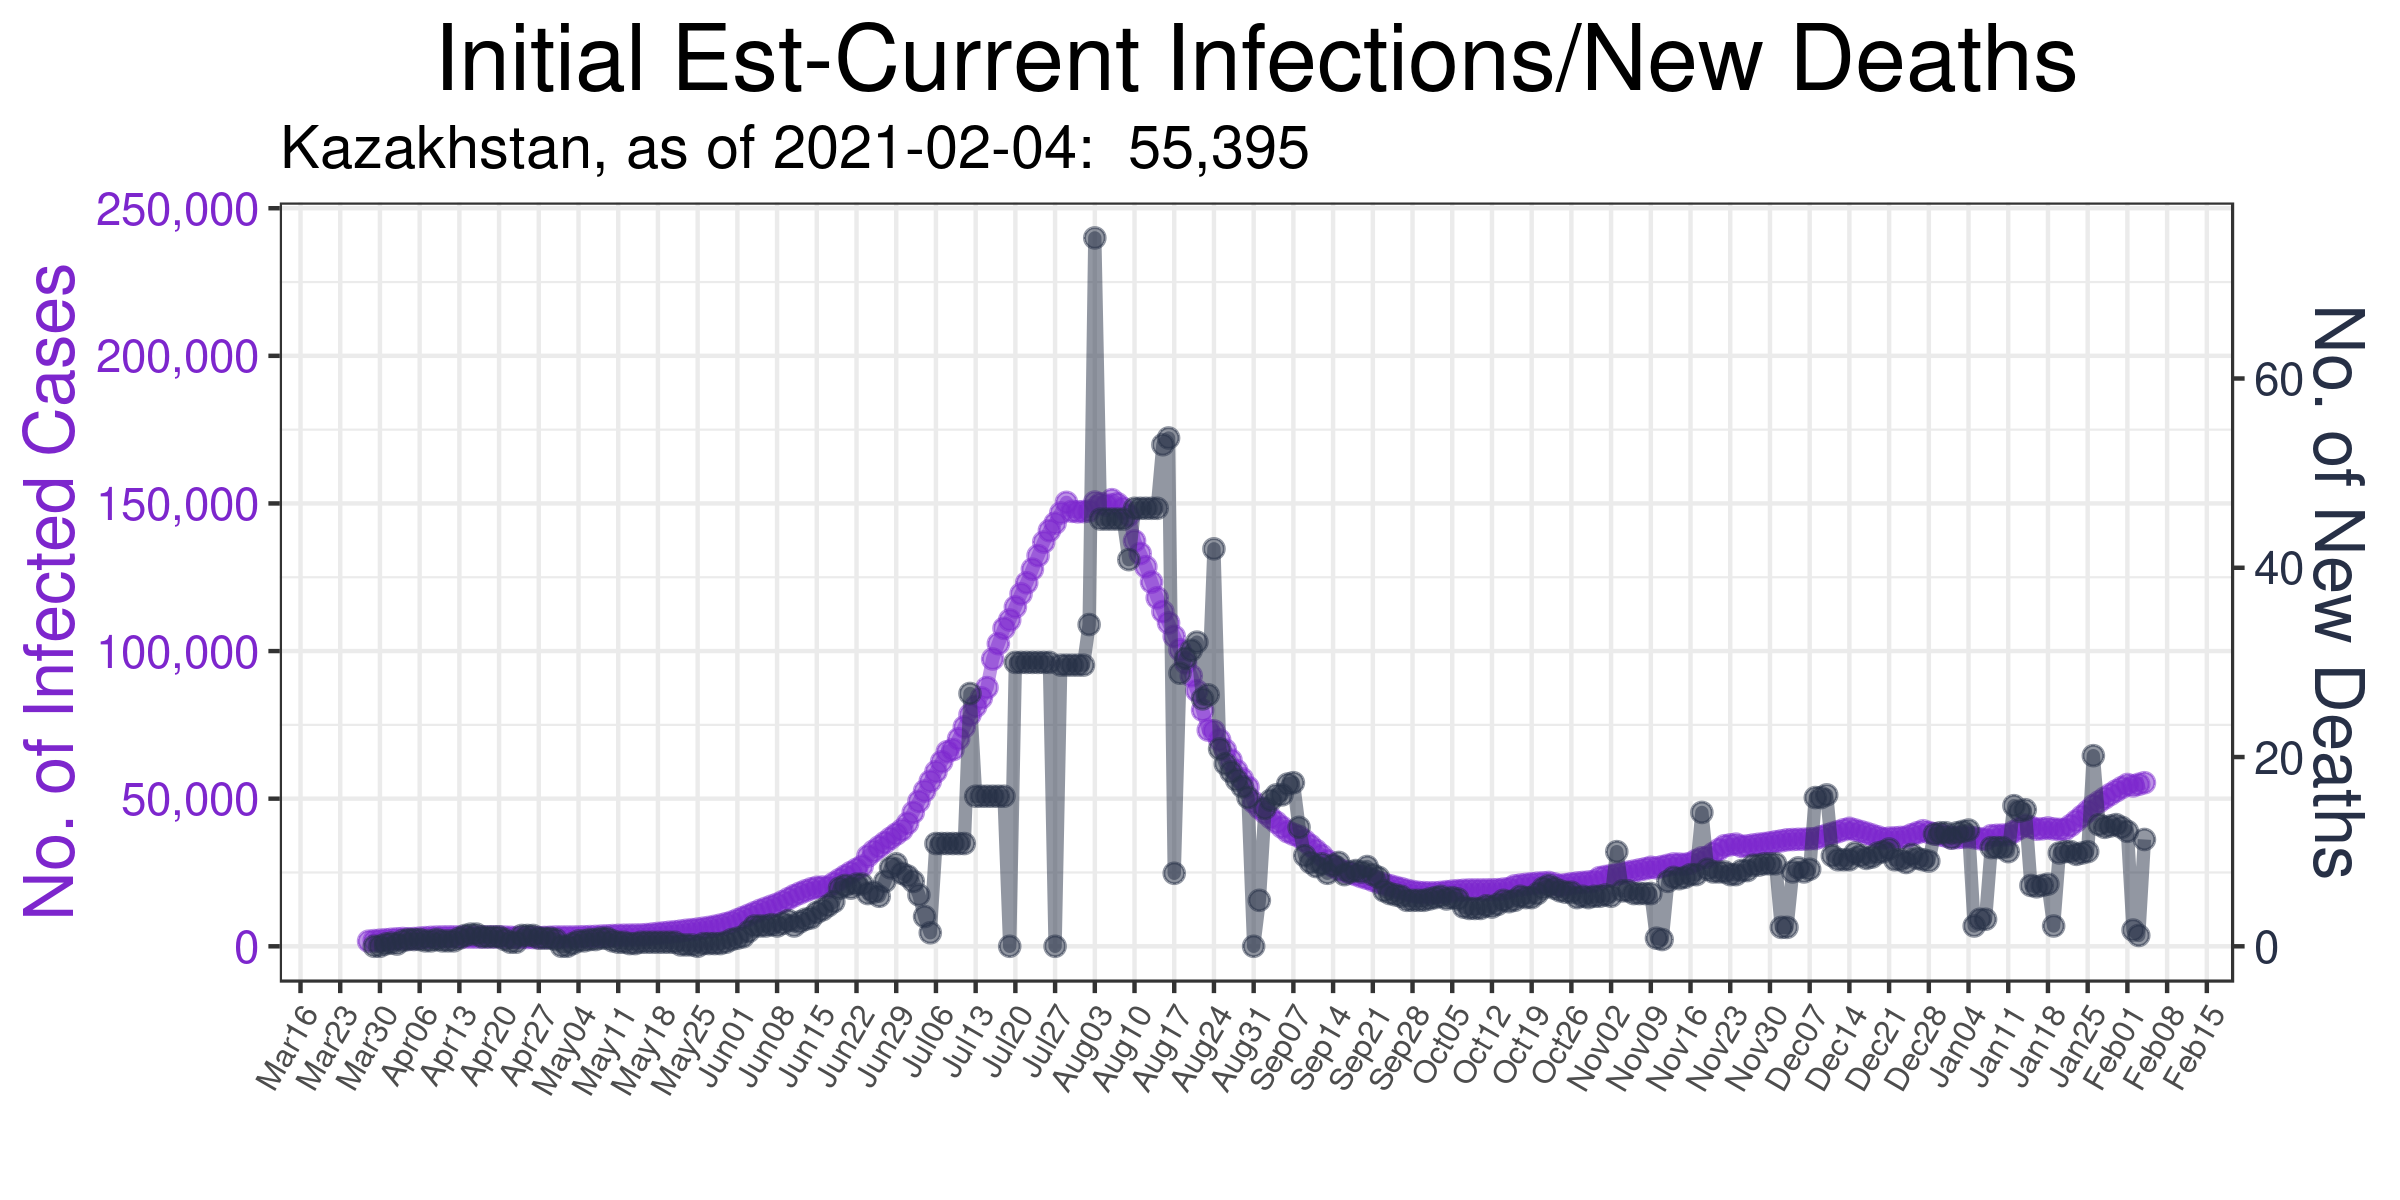 Initial Est-Current Infections/New Deaths
Kazakhstan, as of 2021-02-04:  55,395
No. of Infected Cases
250,000
200,000
150,000
100,000
50,000
0
60
40
20
0
No. of New Deaths
Mar16 Mar23 Mar30 Apr06 Apr13 Apr20 Apr27 May04 May11 May18 May25 Jun01 Jun08 Jun15 Jun22 Jun29 Jul06 Jul13 Jul20 Jul27 Aug03 Aug10 Aug17 Aug24 Aug31 Sep07 Sep14 Sep21 Sep28 Oct05 Oct12 Oct19 Oct26 Nov02 Nov09 Nov16 Nov23 Nov30 Dec07 Dec14 Dec21 Dec28 Jan04 Jan11 Jan18 Jan25 Feb01 Feb08 Feb15